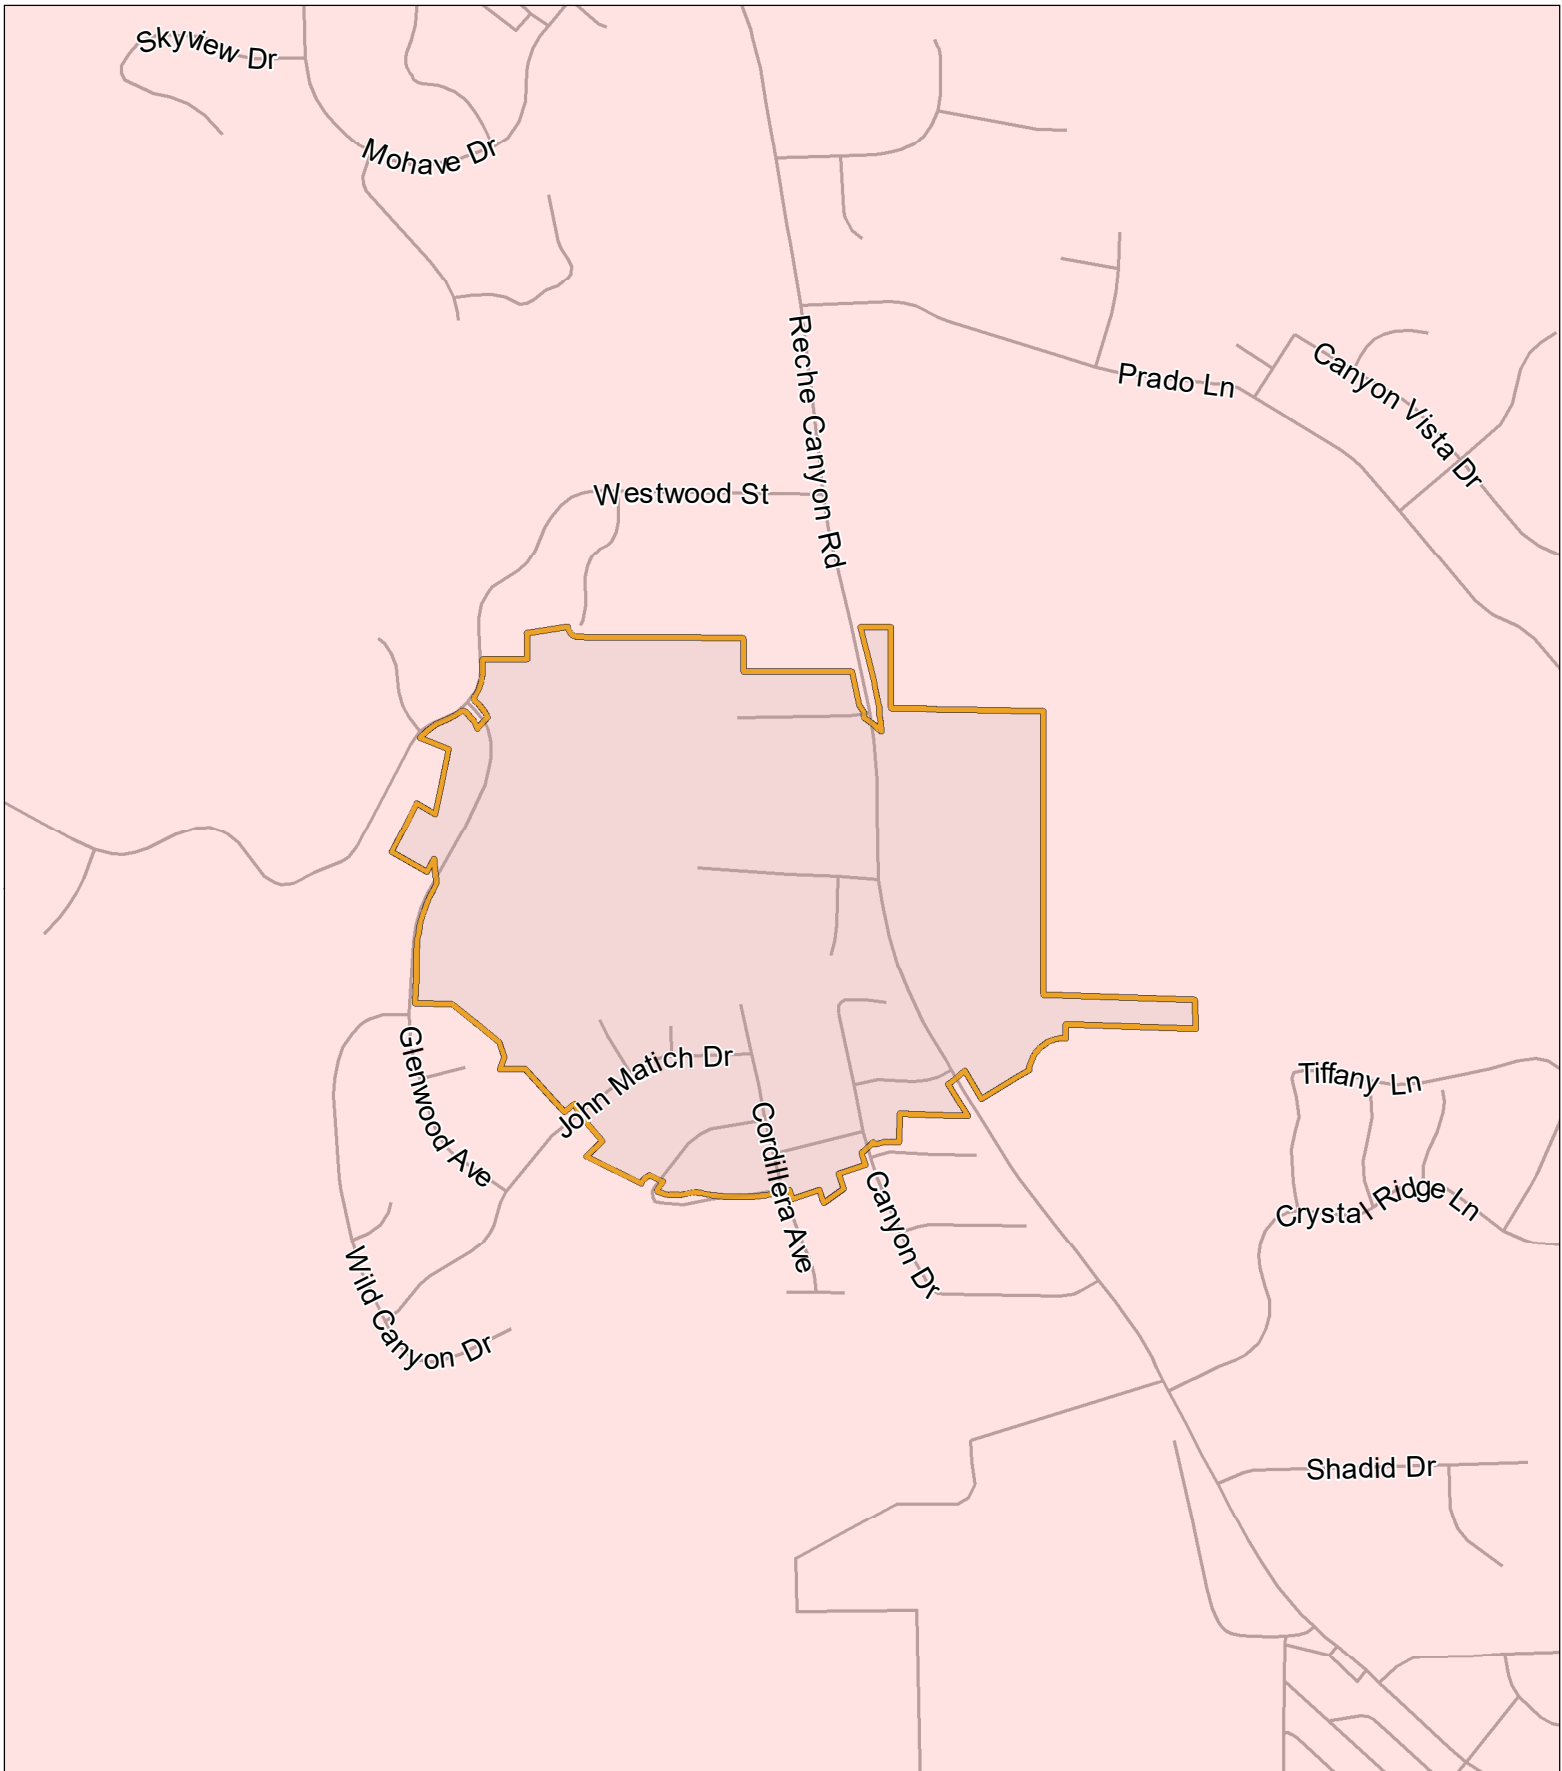 Skyview Dr
Mohave Dr
Reche Canyon Rd
Prado Ln
Canyon Vista Dr
Westwood St
Glenwood Ave
John Matich Dr
Cordillera Ave
Canyon Dr
Tiffany Ln
Crystal Ridge Ln
Wild Canyon Dr
Shadid Dr